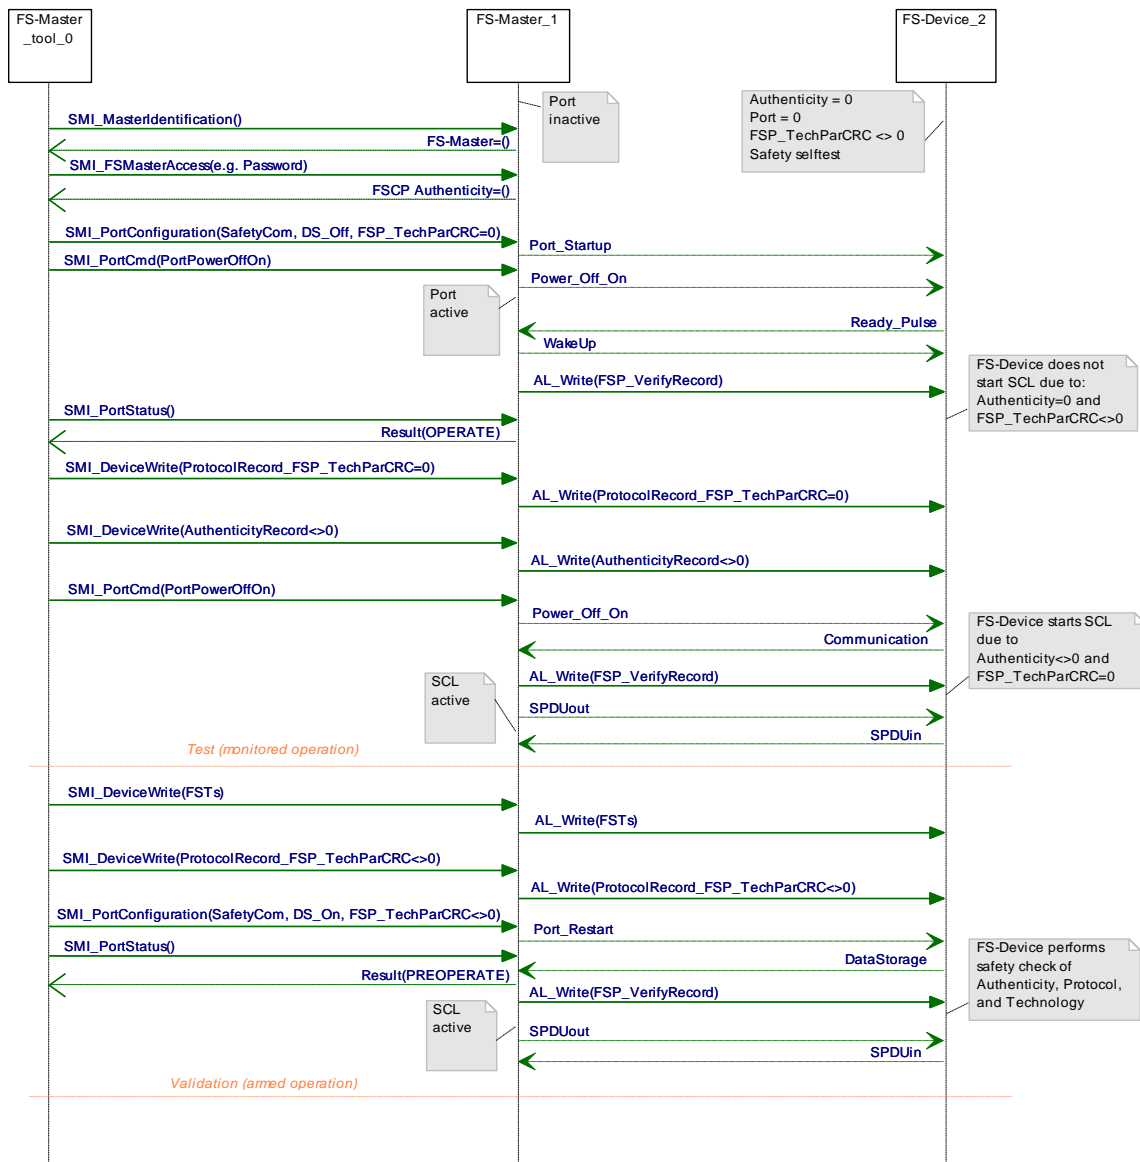 FS-Master
_tool_0
FS-Master_1
FS-Device_2
Port
inactive
Authenticity = 0
Port = 0
FSP_TechParCRC <> 0
Safety selftest
SMI_MasterIdentification()
FS-Master=()
SMI_FSMasterAccess(e.g. Password)
FSCP Authenticity=()
SMI_PortConfiguration(SafetyCom, DS_Off, FSP_TechParCRC=0)
Port_Startup
SMI_PortCmd(PortPowerOffOn)
Power_Off_On
Port
active
Ready_Pulse
WakeUp
FS-Device does not
start SCL due to:
Authenticity=0 and
FSP_TechParCRC<>0
AL_Write(FSP_VerifyRecord)
SMI_PortStatus()
Result(OPERATE)
SMI_DeviceWrite(ProtocolRecord_FSP_TechParCRC=0)
AL_Write(ProtocolRecord_FSP_TechParCRC=0)
SMI_DeviceWrite(AuthenticityRecord<>0)
AL_Write(AuthenticityRecord<>0)
SMI_PortCmd(PortPowerOffOn)
Power_Off_On
FS-Device starts SCL
due to
Authenticity<>0 and
FSP_TechParCRC=0
Communication
AL_Write(FSP_VerifyRecord)
SCL
active
SPDUout
SPDUin
Test (monitored operation)
SMI_DeviceWrite(FSTs)
AL_Write(FSTs)
SMI_DeviceWrite(ProtocolRecord_FSP_TechParCRC<>0)
AL_Write(ProtocolRecord_FSP_TechParCRC<>0)
SMI_PortConfiguration(SafetyCom, DS_On, FSP_TechParCRC<>0)
Port_Restart
SMI_PortStatus()
DataStorage
FS-Device performs
safety check of
Authenticity, Protocol,
and Technology
Result(PREOPERATE)
AL_Write(FSP_VerifyRecord)
SCL
active
SPDUout
SPDUin
Validation (armed operation)